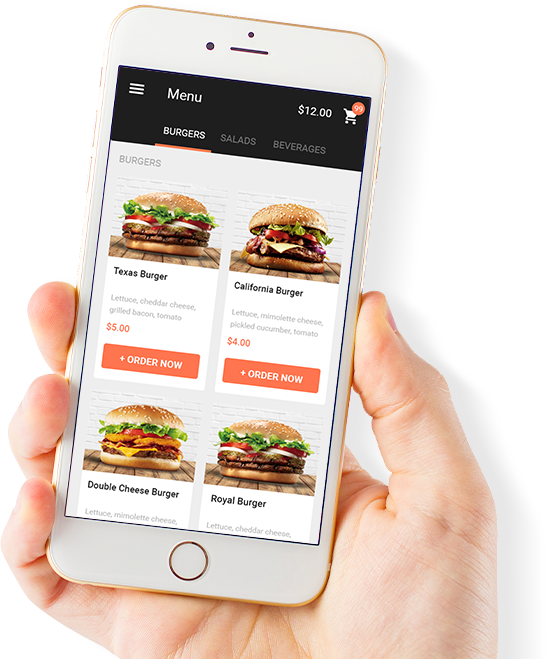 Menu
$12.00
99
BURGERS
SALADS
BEVERAGES
BURGERS
Texas Burger
Lettuce, cheddar cheese,
grilled bacon, tomato
$5.00
+ ORDER NOW
California Burger
Lettuce, mimolette cheese,
pickled cucumber, tomato
$4.00
+ ORDER NOW
Double Cheese Burger
Lettuce, mimolette cheese,
Royal Burger
Lettuce, cheddar cheese,